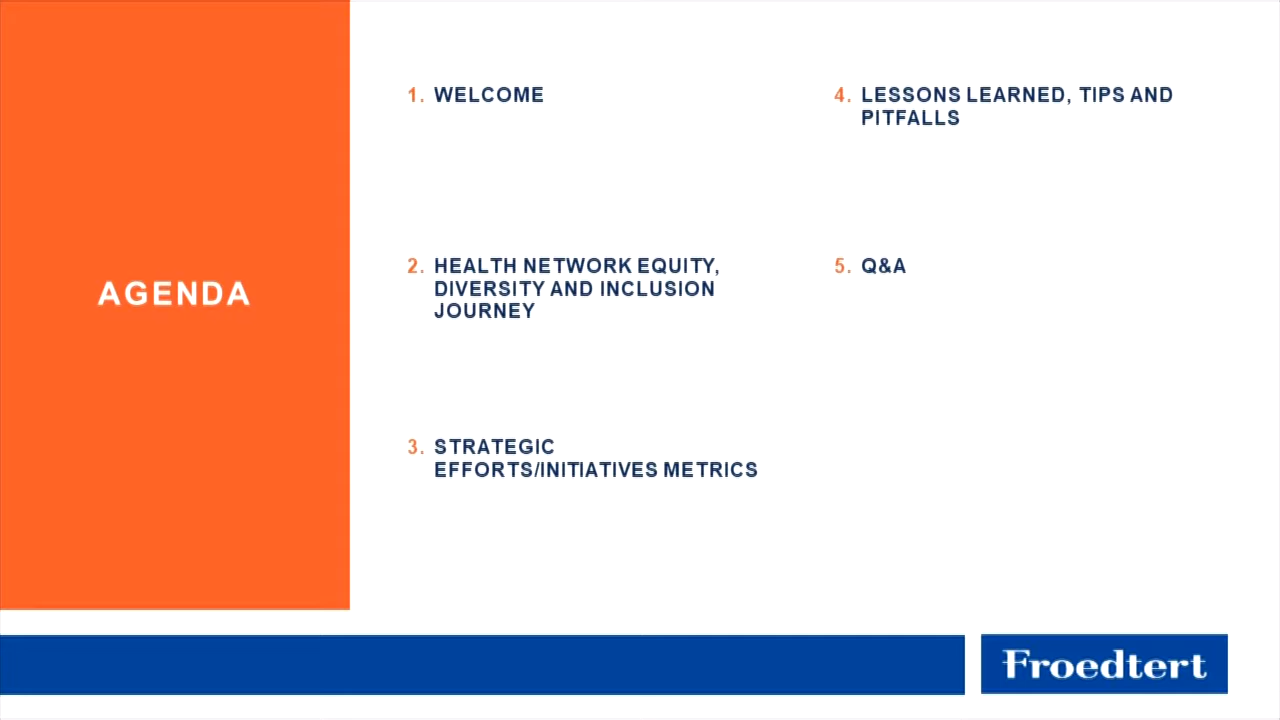 AGENDA
1. WELCOME
2. HEALTH NETWORK EQUITY,
DIVERSITY AND INCLUSION
JOURNEY
3. STRATEGIC
EFFORTS/INITIATIVES METRICS
4. LESSONS LEARNED, TIPS AND
PITFALLS
5. Q&A
Froedtert